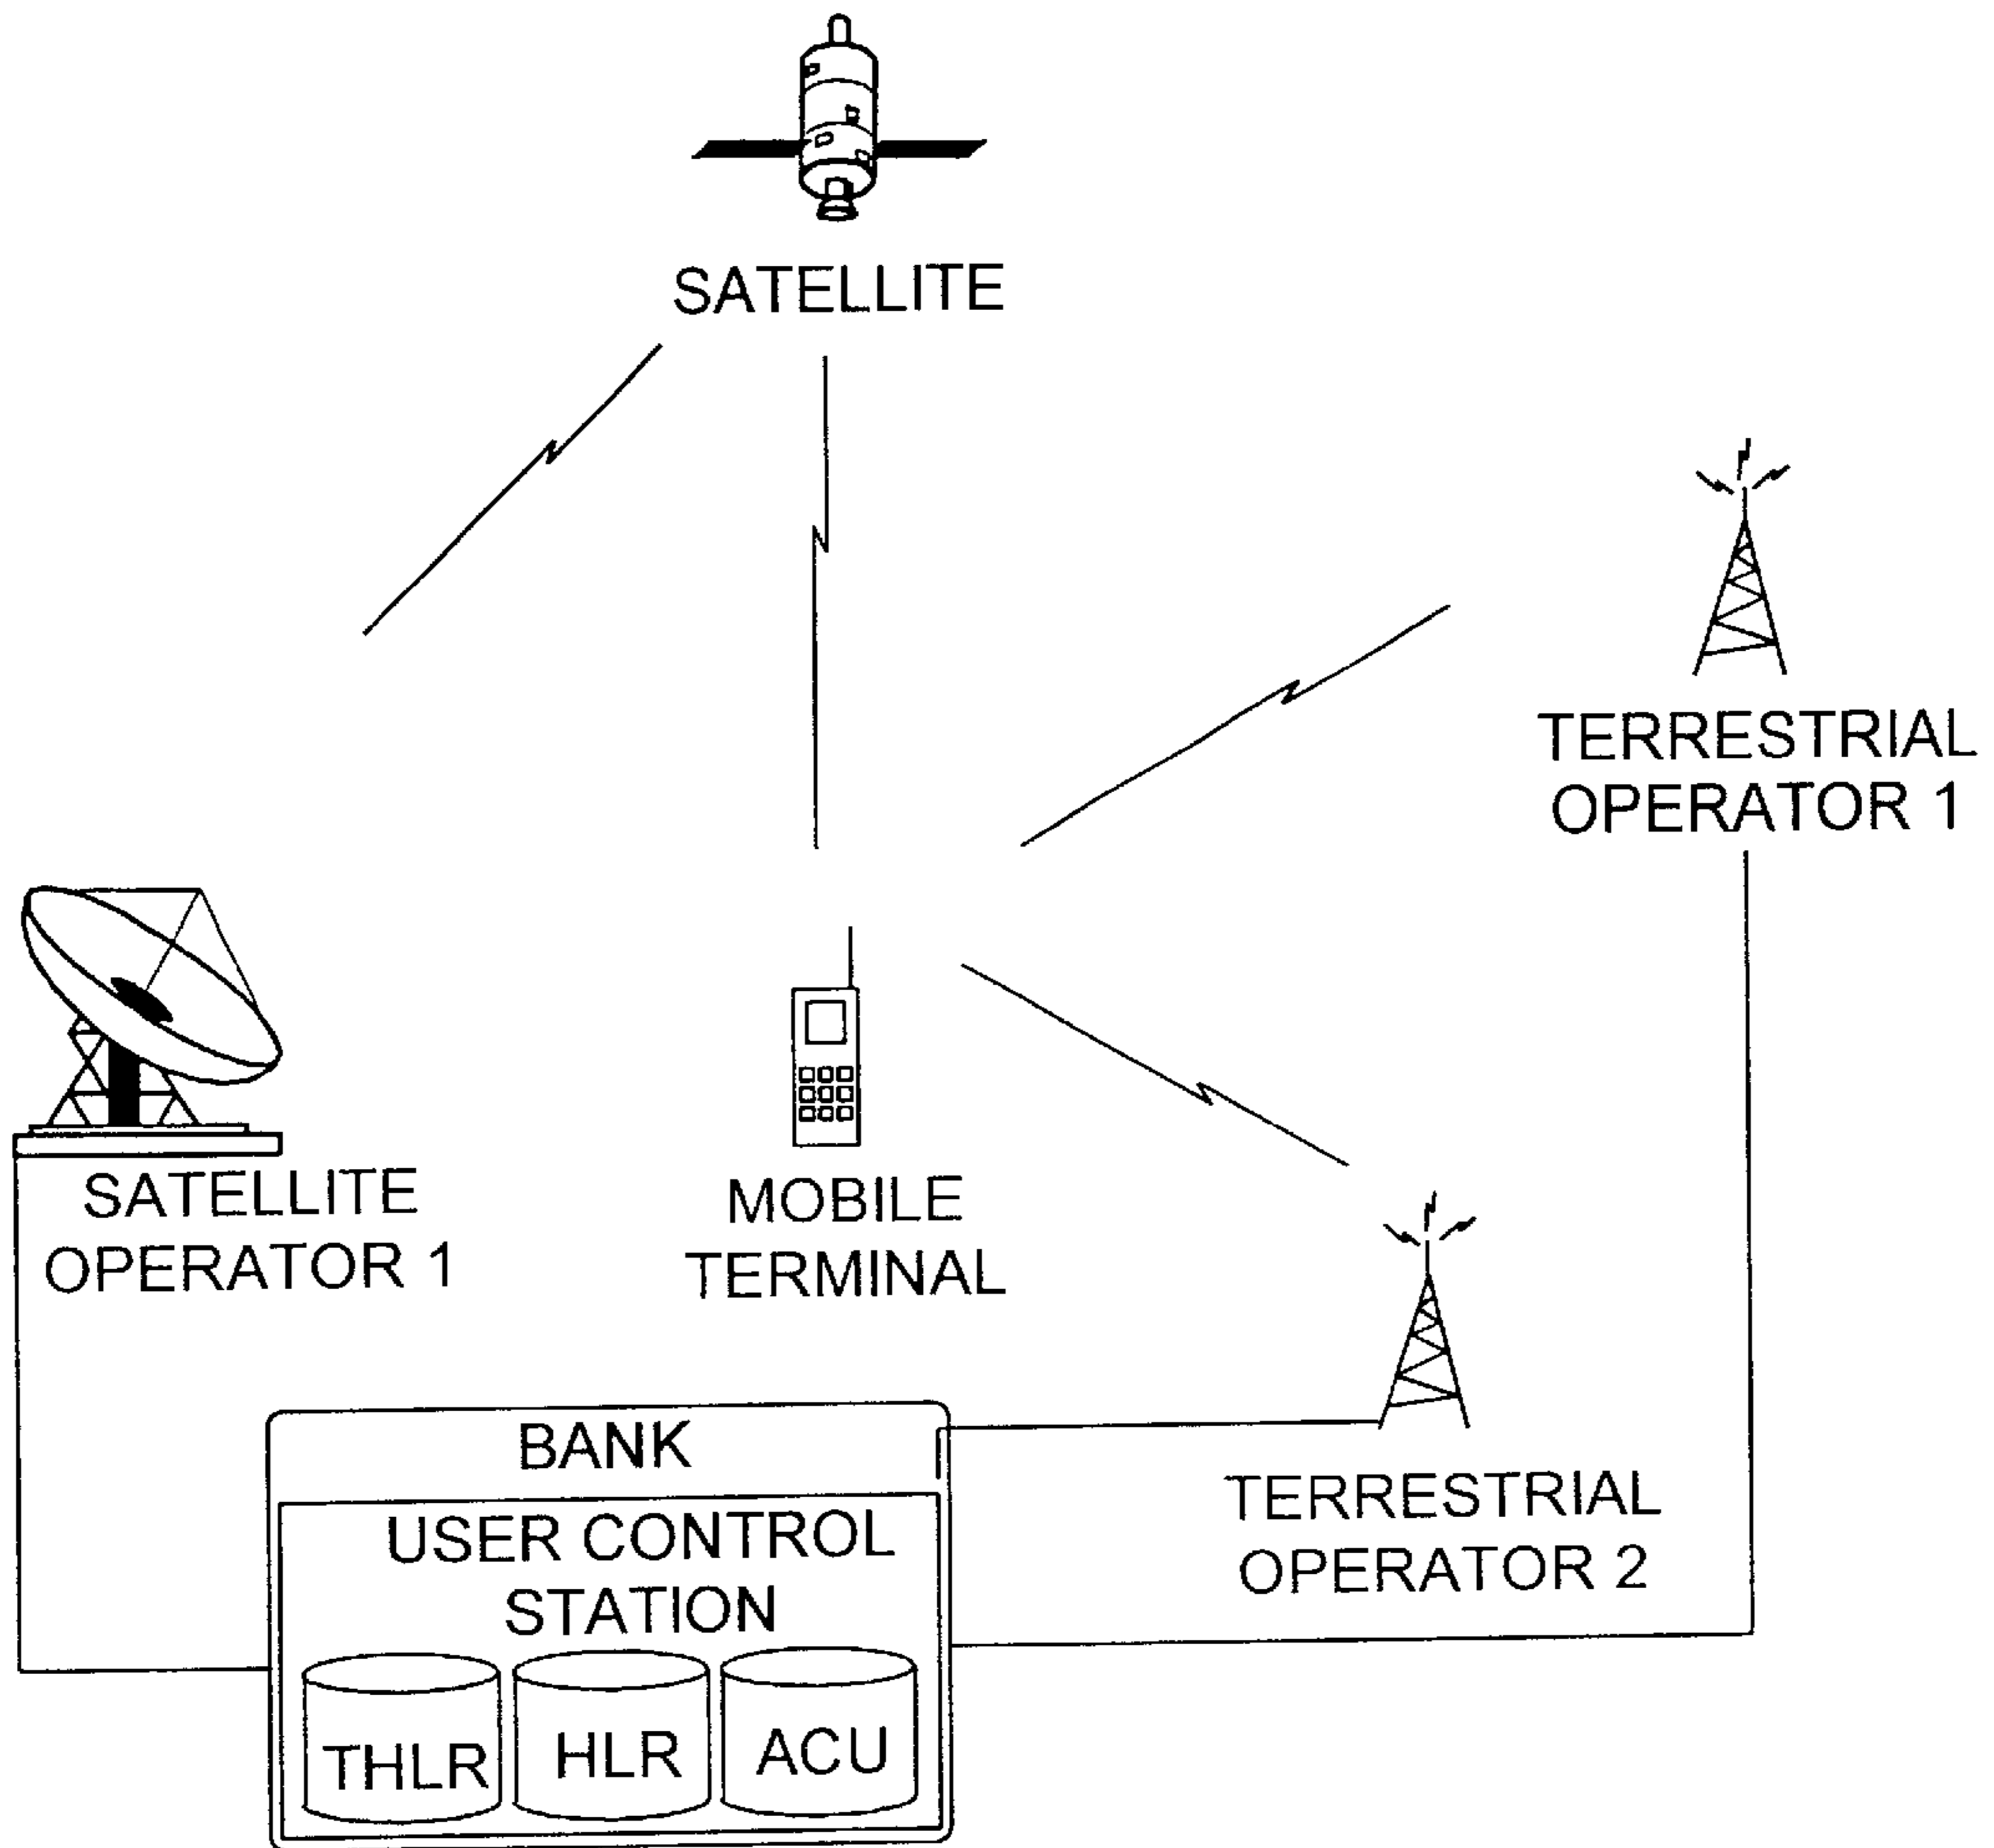 SATELLITE
TERRESTRIAL
OPERATOR 1
SATELLITE
OPERATOR 1
MOBILE
TERMINAL
BANK
USER CONTROL
STATION
THLR
HLR
ACU
TERRESTRIAL
OPERATOR 2